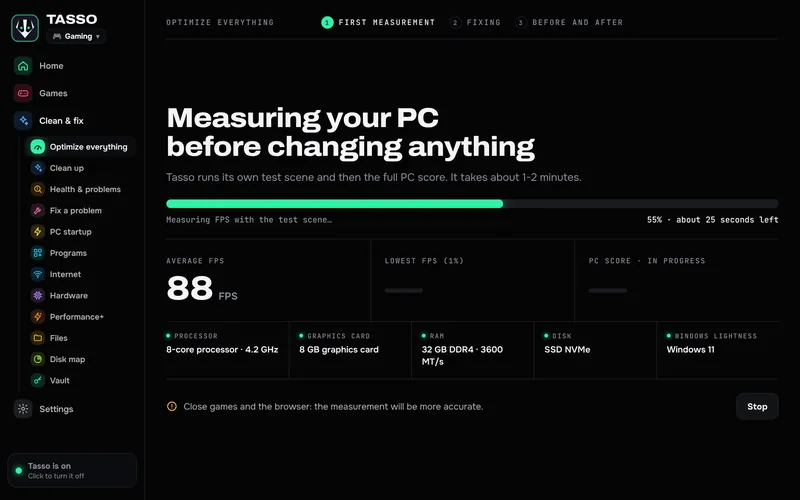 TASSO
Gaming
Home
Games
Clean & fix
Optimize everything
Clean up
Health & problems
Fix a problem
PC startup
Programs
Internet
Hardware
Performance+
Files
Disk map
Vault
Settings
Tasso is on
Click to turn it off
OPTIMIZE EVERYTHING
1 FIRST MEASUREMENT
2 FIXING
3 BEFORE AND AFTER
Measuring your PC
before changing anything
Tasso runs its own test scene and then the full PC score. It takes about 1-2 minutes.
Measuring FPS with the test scene…
55% · about 25 seconds left
AVERAGE FPS
88 FPS
LOWEST FPS (1%)
PC SCORE · IN PROGRESS
PROCESSOR
8-core processor · 4.2 GHz
GRAPHICS CARD
8 GB graphics card
RAM
32 GB DDR4 · 3600
MT/s
DISK
SSD NVMe
WINDOWS LIGHTNESS
Windows 11
Close games and the browser: the measurement will be more accurate.
Stop